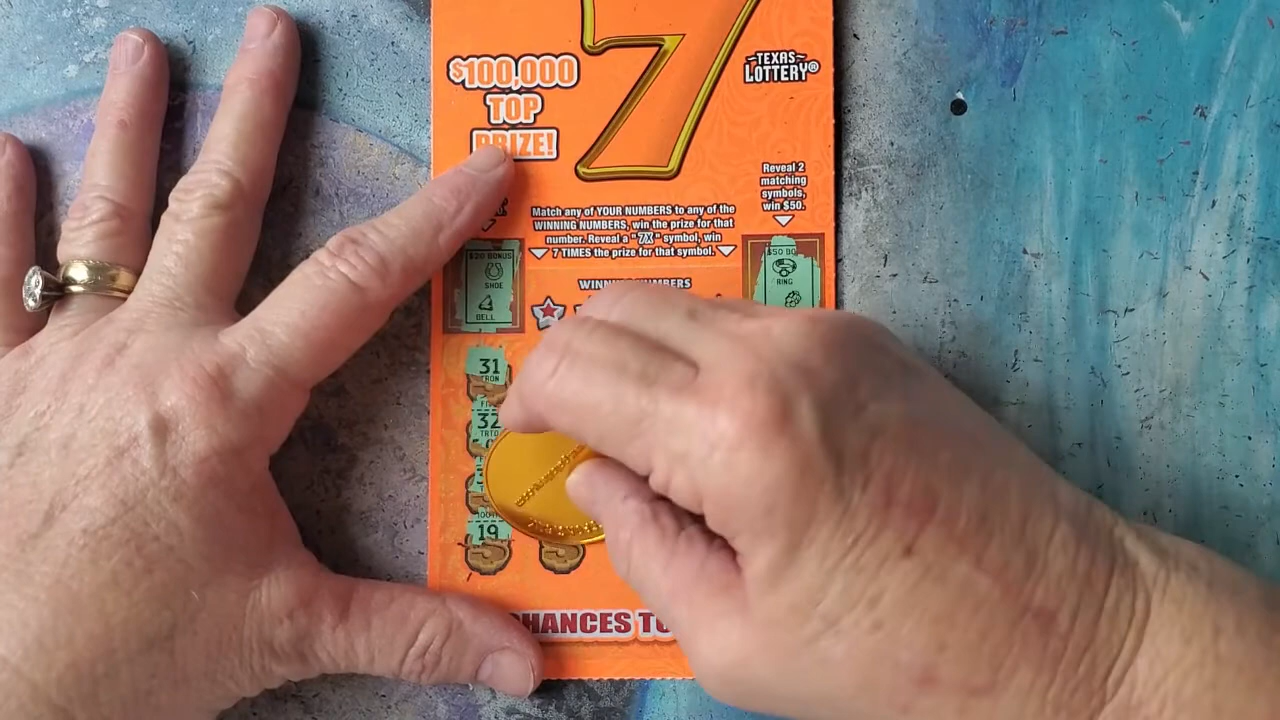 7
$100,000
TOP
PRIZE!
TEXAS
LOTTERY®
Reveal 2
matching
symbols,
win $50.
Match any of YOUR NUMBERS to any of the
WINNING NUMBERS, win the prize for that
number. Reveal a "7X" symbol, win
7 TIMES the prize for that symbol.
$20 BONUS
SHOE
BELL
$50 BO
RING
WINNING NUMBERS
31
32
19
HANCES TO